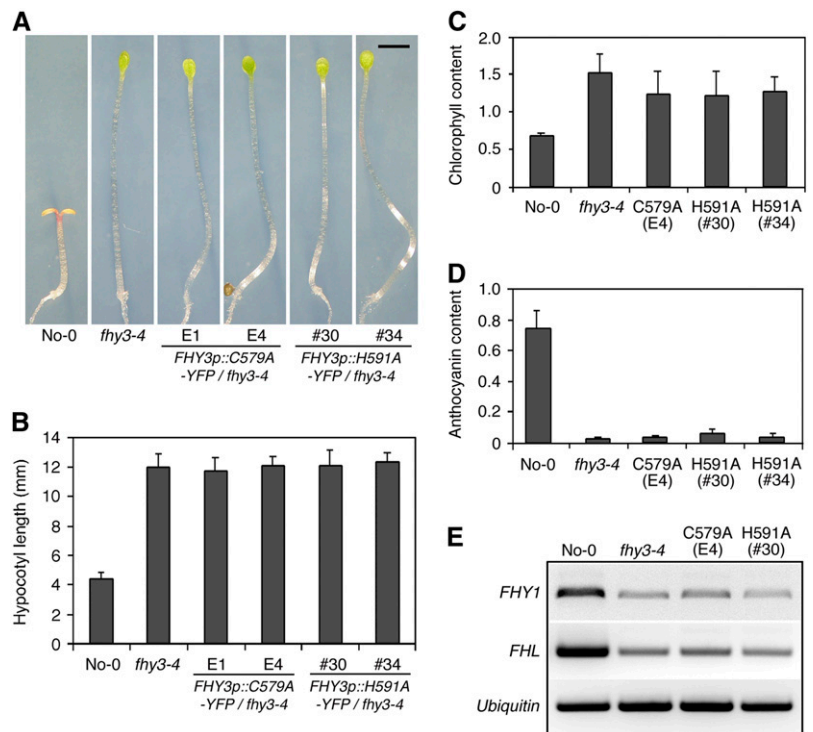 A
No-0 fhy3-4 E1 E4 #30 #34
FHY3p::C579A FHY3p::H591A
-YFP / fhy3-4 -YFP / fhy3-4
B
Hypocotyl length (mm)
14
12
10
8
6
4
2
0
No-0 fhy3-4 E1 E4 #30 #34
FHY3p::C579A FHY3p::H591A
-YFP / fhy3-4 -YFP / fhy3-4
C
Chlorophyll content
2.0
1.5
1.0
0.5
0
No-0 fhy3-4 C579A H591A H591A
(E4) (#30) (#34)
D
Anthocyanin content
1.0
0.8
0.6
0.4
0.2
0
No-0 fhy3-4 C579A H591A H591A
(E4) (#30) (#34)
E
No-0 fhy3-4 C579A H591A
(E4) (#30)
FHY1
FHL
Ubiquitin